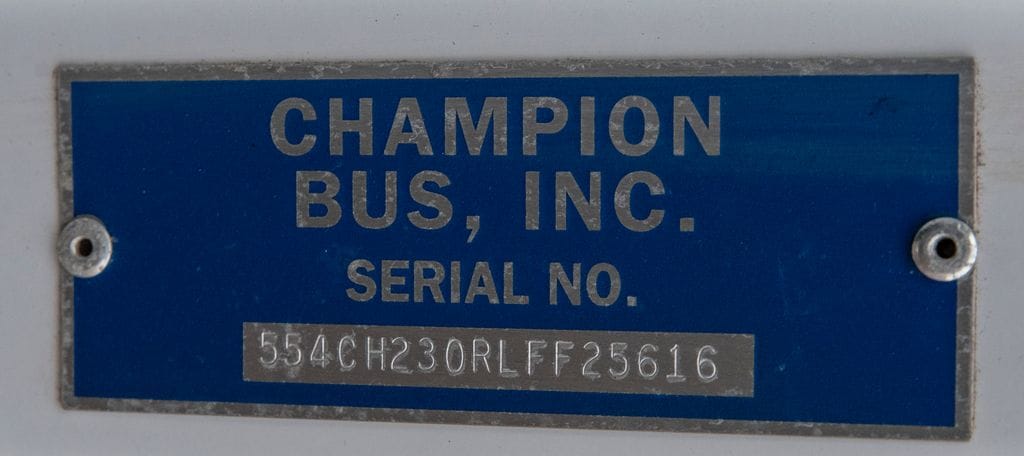 CHAMPION
BUS, INC.
SERIAL NO.
554CH230RLFF25616